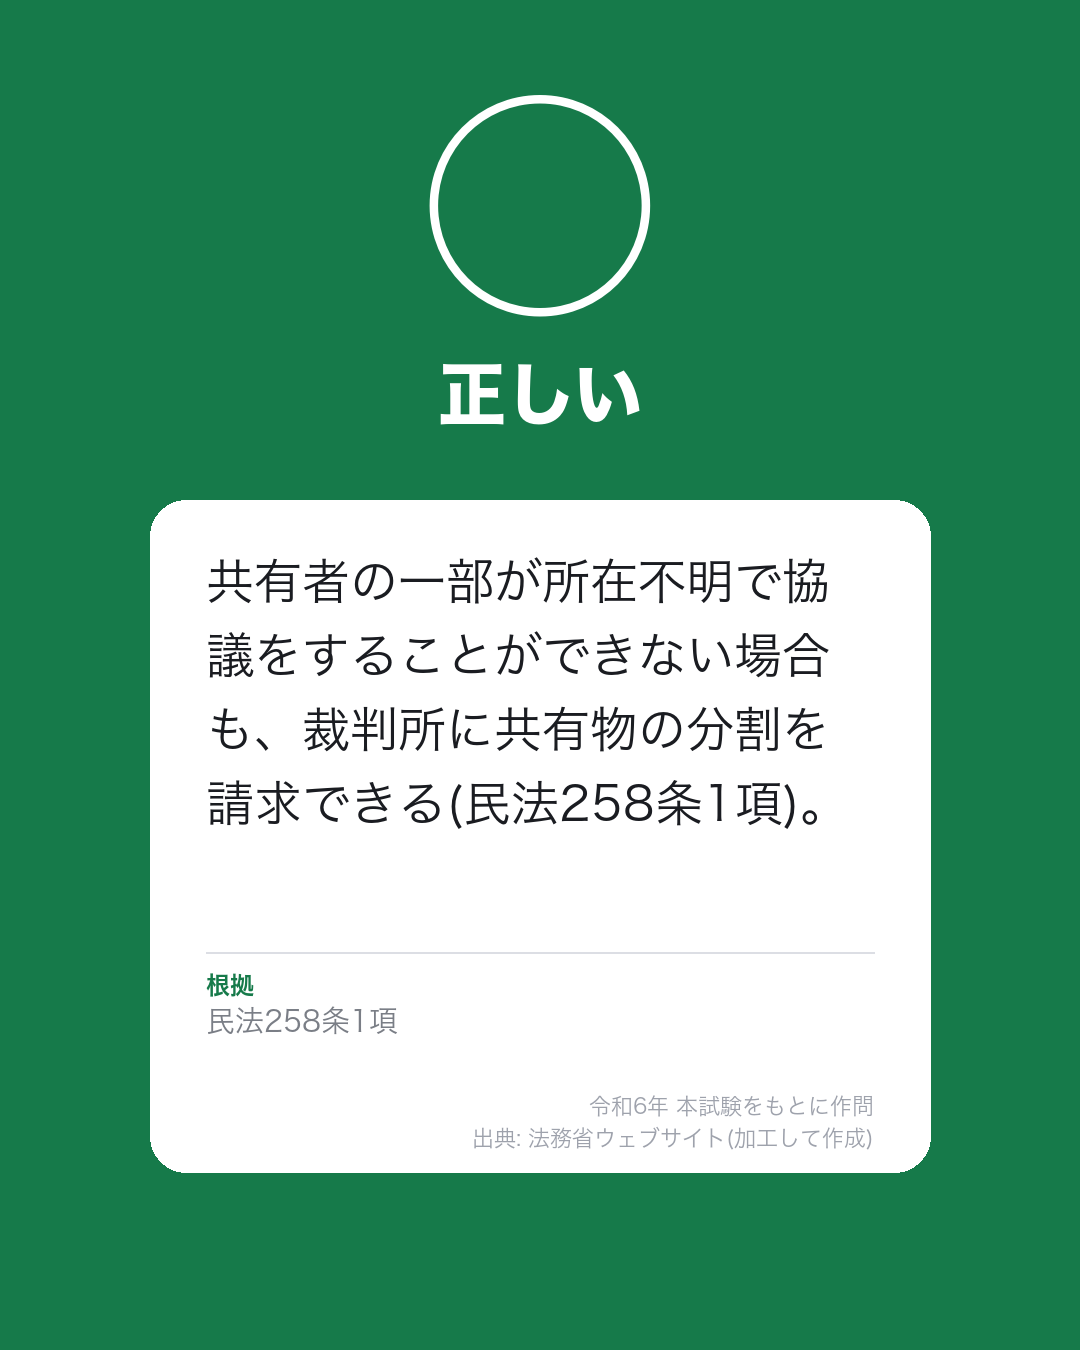 正しい
共有者の一部が所在不明で協
議をすることができない場合
も、裁判所に共有物の分割を
請求できる(民法258条1項)。
根拠
民法258条1項
令和6年 本試験をもとに作問
出典: 法務省ウェブサイト(加工して作成)